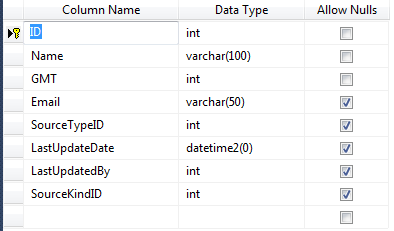 Column Name Data Type Allow Nulls
ID int
Name varchar(100)
GMT int
Email varchar(50)
SourceTypeID int
LastUpdateDate datetime2(0)
LastUpdatedBy int
SourceKindID int